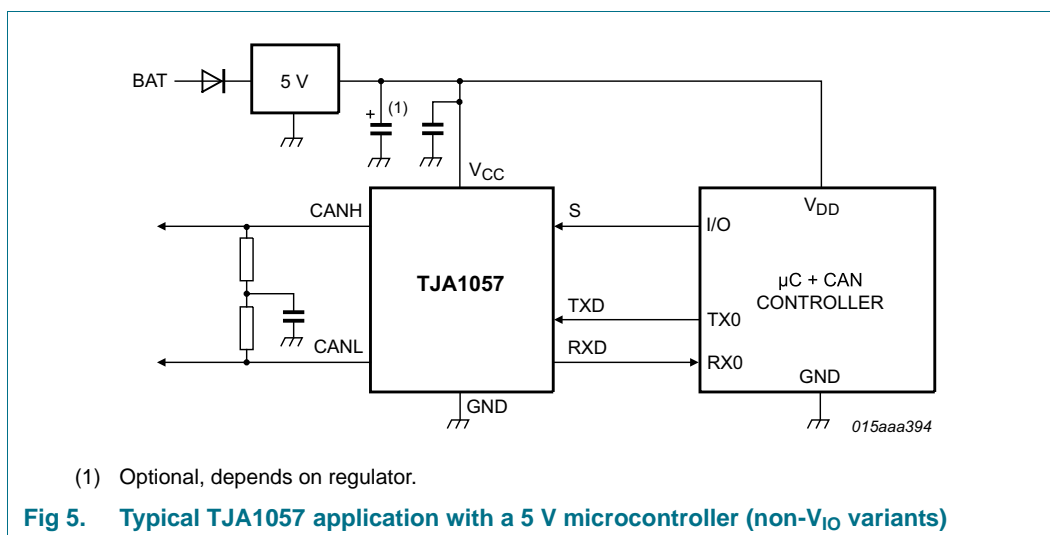 BAT
5 V
+
(1)
VCC
CANH
S
I/O
VDD
TJA1057
µC + CAN
CONTROLLER
TXD
TX0
CANL
RXD
RX0
GND
GND
015aaa394
(1) Optional, depends on regulator.
Fig 5. Typical TJA1057 application with a 5 V microcontroller (non-VIO variants)